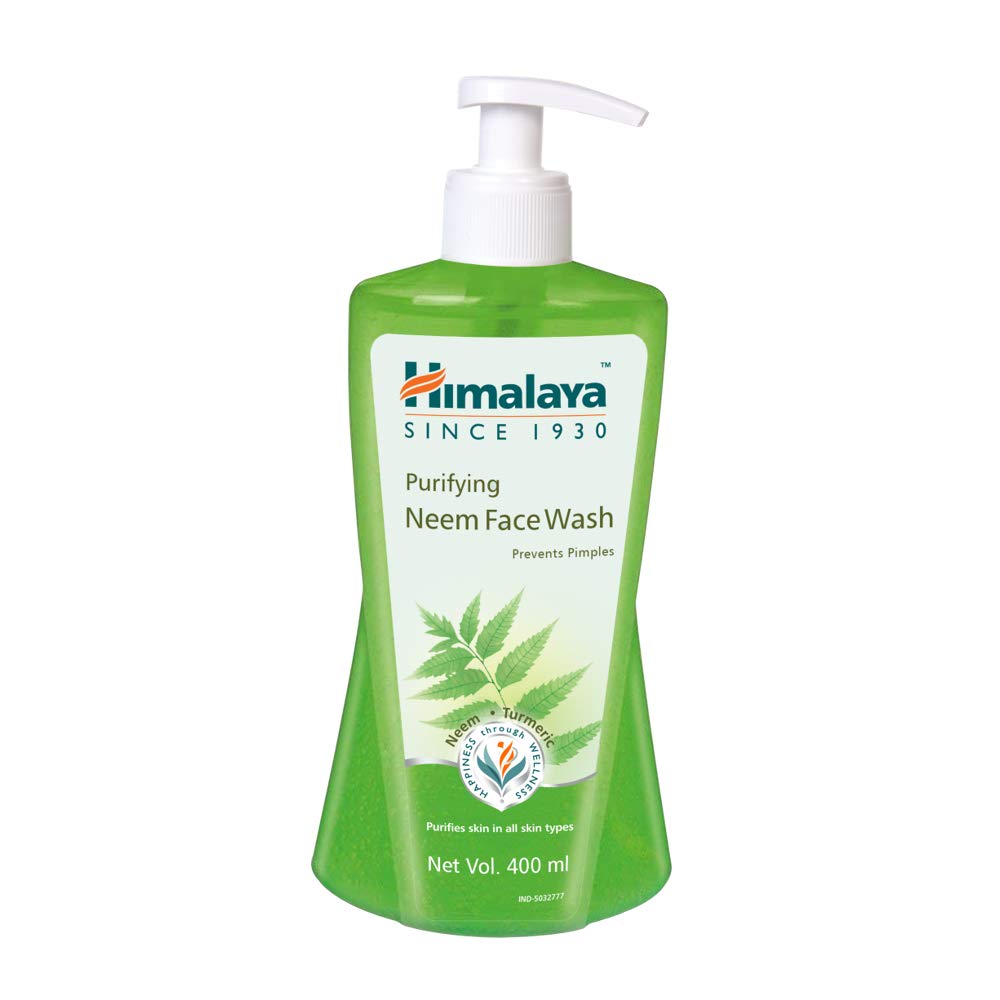 Himalaya™
SINCE 1930
Purifying
Neem Face Wash
Prevents Pimples
Neem • Turmeric
HAPPINESS through WELLNESS
Purifies skin in all skin types
Net Vol. 400 ml
IND-5032777